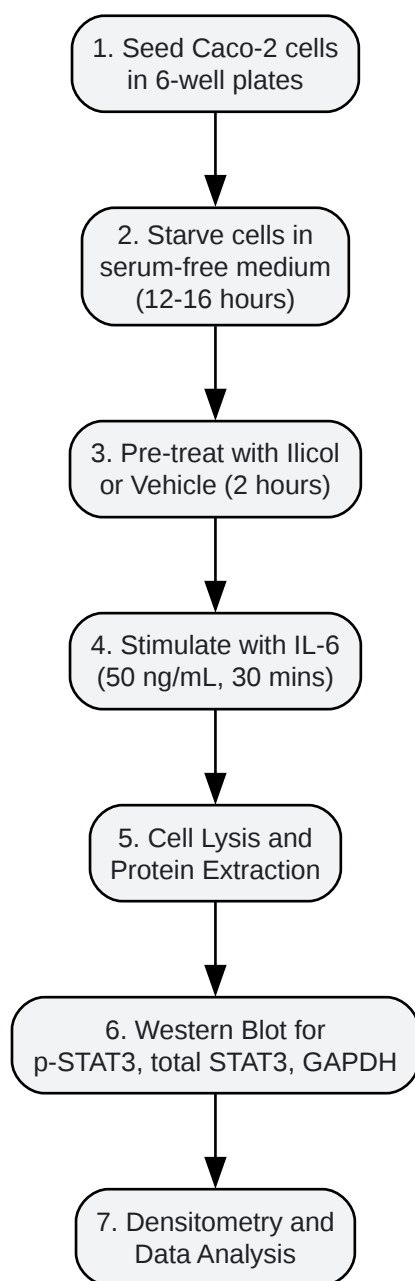 1. Seed Caco-2 cells
in 6-well plates
2. Starve cells in
serum-free medium
(12-16 hours)
3. Pre-treat with Ilicol
or Vehicle (2 hours)
4. Stimulate with IL-6
(50 ng/mL, 30 mins)
5. Cell Lysis and
Protein Extraction
6. Western Blot for
p-STAT3, total STAT3, GAPDH
7. Densitometry and
Data Analysis